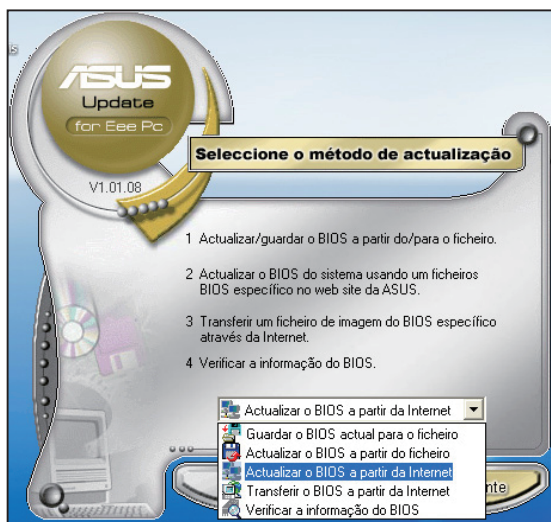 ASUS
Update
for Eee Pc
V1.01.08
Seleccione o método de actualização
1 Actualizar/guardar o BIOS a partir do/para o ficheiro.
2 Actualizar o BIOS do sistema usando um ficheiros
BIOS específico no web site da ASUS.
3 Transferir um ficheiro de imagem do BIOS específico
através da Internet.
4 Verificar a informação do BIOS.
Actualizar o BIOS a partir da Internet
Guardar o BIOS actual para o ficheiro
Actualizar o BIOS a partir do ficheiro
Actualizar o BIOS a partir da Internet
Transferir o BIOS a partir da Internet
Verificar a informação do BIOS